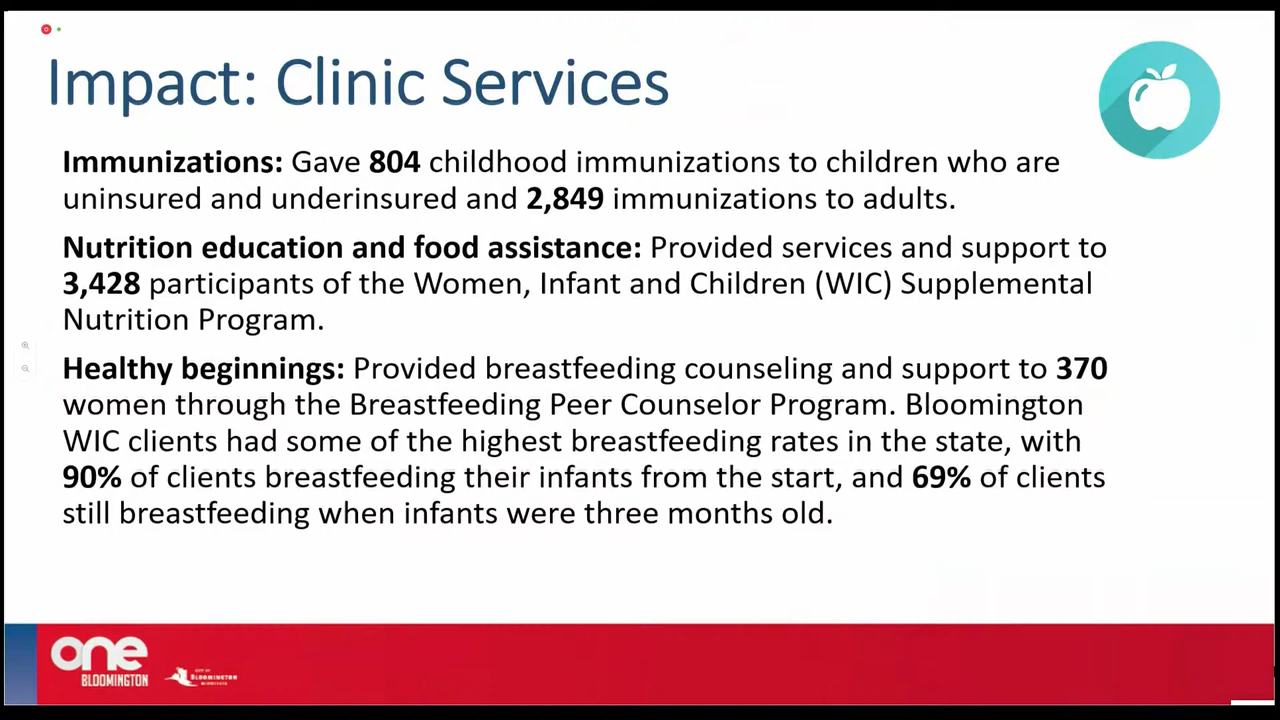 Impact: Clinic Services
Immunizations: Gave 804 childhood immunizations to children who are
uninsured and underinsured and 2,849 immunizations to adults.
Nutrition education and food assistance: Provided services and support to
3,428 participants of the Women, Infant and Children (WIC) Supplemental
Nutrition Program.
Healthy beginnings: Provided breastfeeding counseling and support to 370
women through the Breastfeeding Peer Counselor Program. Bloomington
WIC clients had some of the highest breastfeeding rates in the state, with
90% of clients breastfeeding their infants from the start, and 69% of clients
still breastfeeding when infants were three months old.
one
BLOOMINGTON
CITY OF
BLOOMINGTON
MINNESOTA